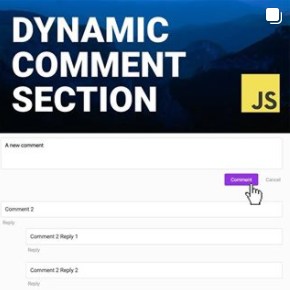 DYNAMIC
COMMENT
SECTION
JS
A new comment
Comment
Cancel
Comment 2
Reply
Comment 2 Reply 1
Reply
Comment 2 Reply 2
Reply